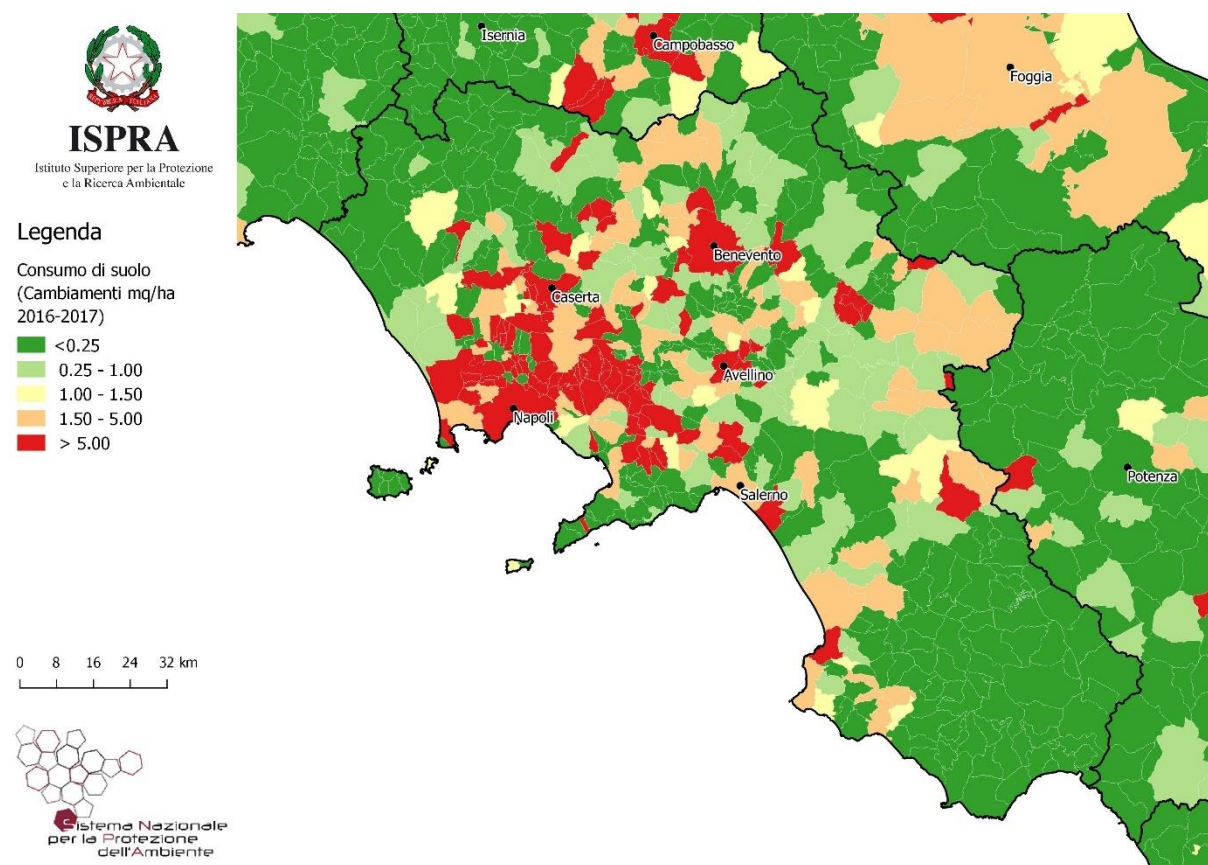 ISPRA
Istituto Superiore per la Protezione
e la Ricerca Ambientale
Legenda
Consumo di suolo
(Cambiamenti mq/ha
2016-2017)
<0.25
0.25 - 1.00
1.00 - 1.50
1.50 - 5.00
> 5.00
0 8 16 24 32 km
Sistema Nazionale
per la Protezione
dell'Ambiente
Isernia
Campobasso
Foggia
Benevento
Caserta
Avellino
Napoli
Salerno
Potenza